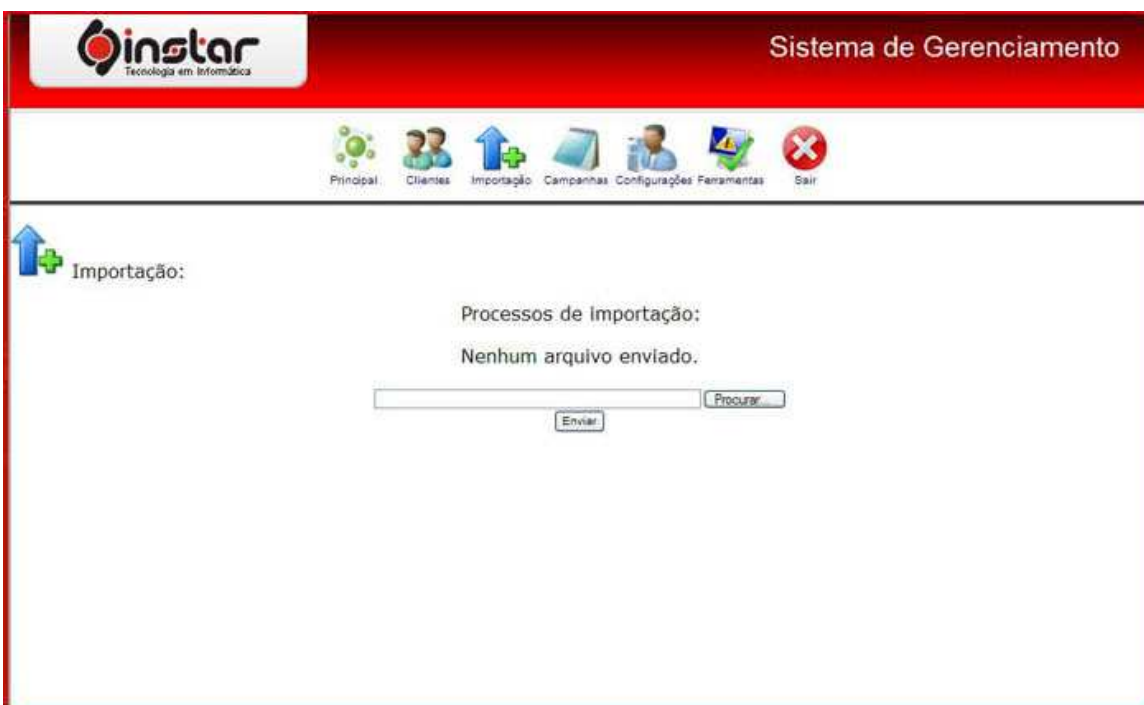 instar
Tecnologia em Informática
Sistema de Gerenciamento
Principal Clientes Importação Campanhas Configurações Ferramentas Sair
Importação:
Processos de importação:
Nenhum arquivo enviado.
Procurar...
Enviar